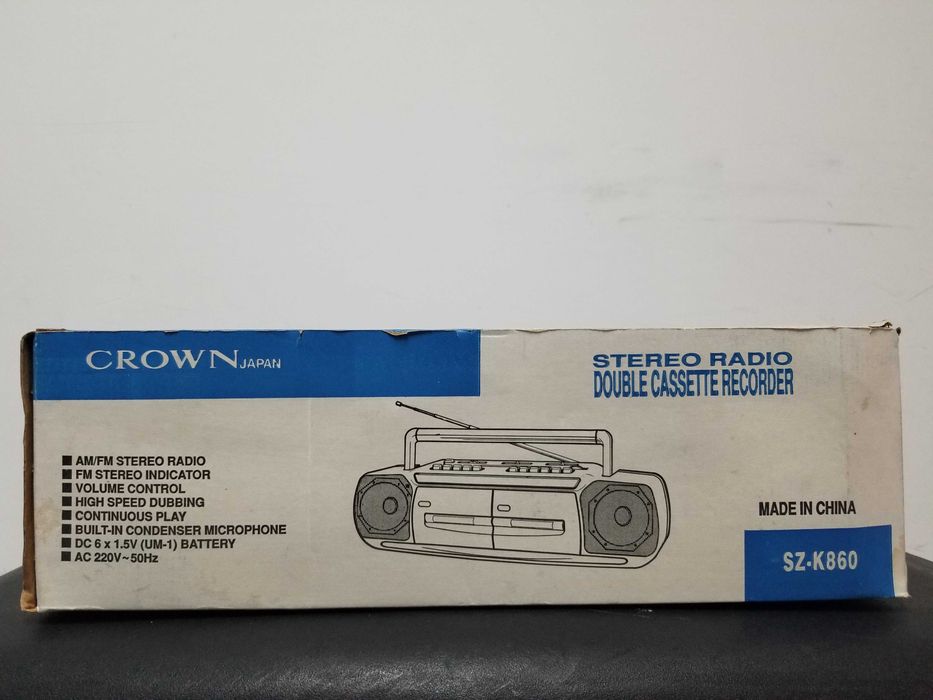 CROWN JAPAN
STEREO RADIO
DOUBLE CASSETTE RECORDER
■ AM/FM STEREO RADIO
■ FM STEREO INDICATOR
■ VOLUME CONTROL
■ HIGH SPEED DUBBING
■ CONTINUOUS PLAY
■ BUILT-IN CONDENSER MICROPHONE
■ DC 6 x 1.5V (UM-1) BATTERY
■ AC 220V~50Hz
MADE IN CHINA
SZ-K860